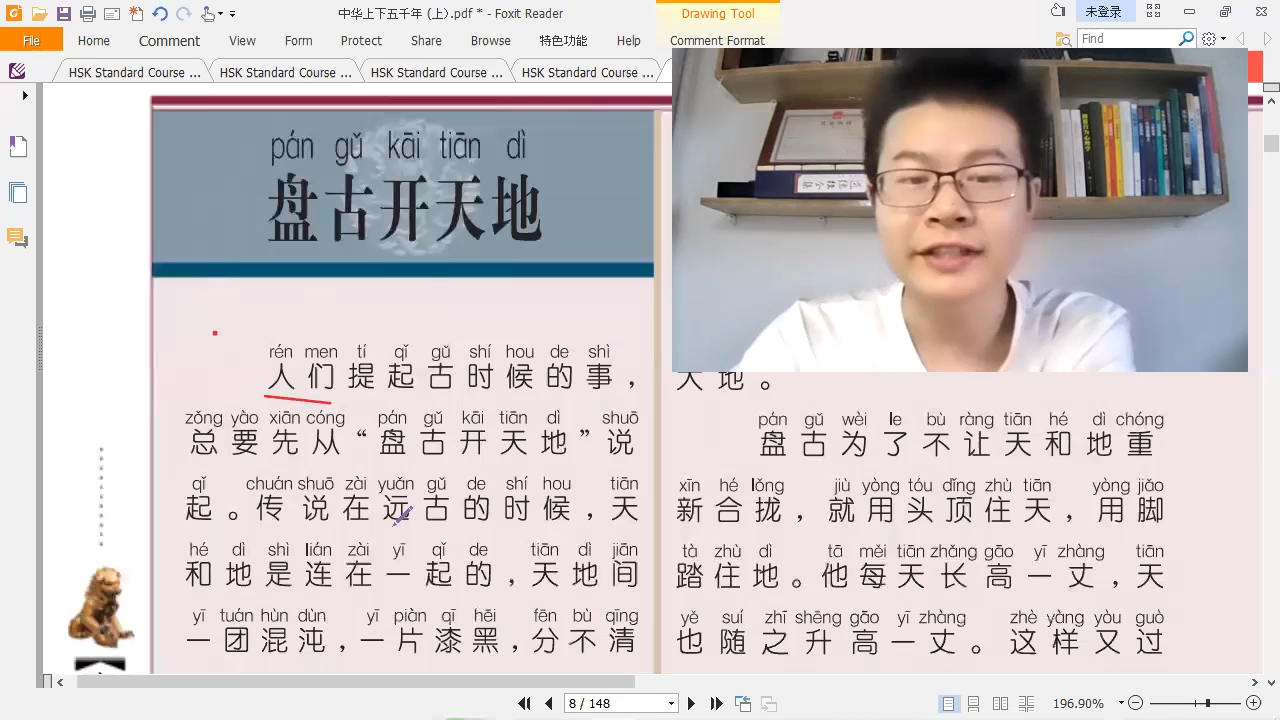 中华上下五千年 (上).pdf * - Foxit Reader
Drawing Tool
未登录
File Home Comment View Form Protect Share Browse 特色功能 Help Comment Format
Find
HSK Standard Course ... HSK Standard Course ... HSK Standard Course ... HSK Standard Course ...
pán gǔ kāi tiān dì
盘古开天地
rén men tí qǐ gǔ shí hou de shì
人们提起古时候的事，
zǒng yào xiān cóng pán gǔ kāi tiān dì shuō
总要先从“盘古开天地”说
qǐ chuán shuō zài yuǎn gǔ de shí hou tiān
起。传说在远古的时候，天
hé dì shì lián zài yī qǐ de tiān dì jiān
和地是连在一起的，天地间
yī tuán hùn dùn yī piàn qī hēi fēn bù qīng
一团混沌，一片漆黑，分不清
天地。
pán gǔ wèi le bù ràng tiān hé dì chóng
盘古为了不让天和地重
xīn hé lǒng jiù yòng tóu dǐng zhù tiān yòng jiǎo
新合拢，就用头顶住天，用脚
tà zhù dì tā měi tiān zhǎng gāo yī zhàng tiān
踏住地。他每天长高一丈，天
yě suí zhī shēng gāo yī zhàng zhè yàng yòu guò
也随之升高一丈。这样又过
8 / 148
196.90%